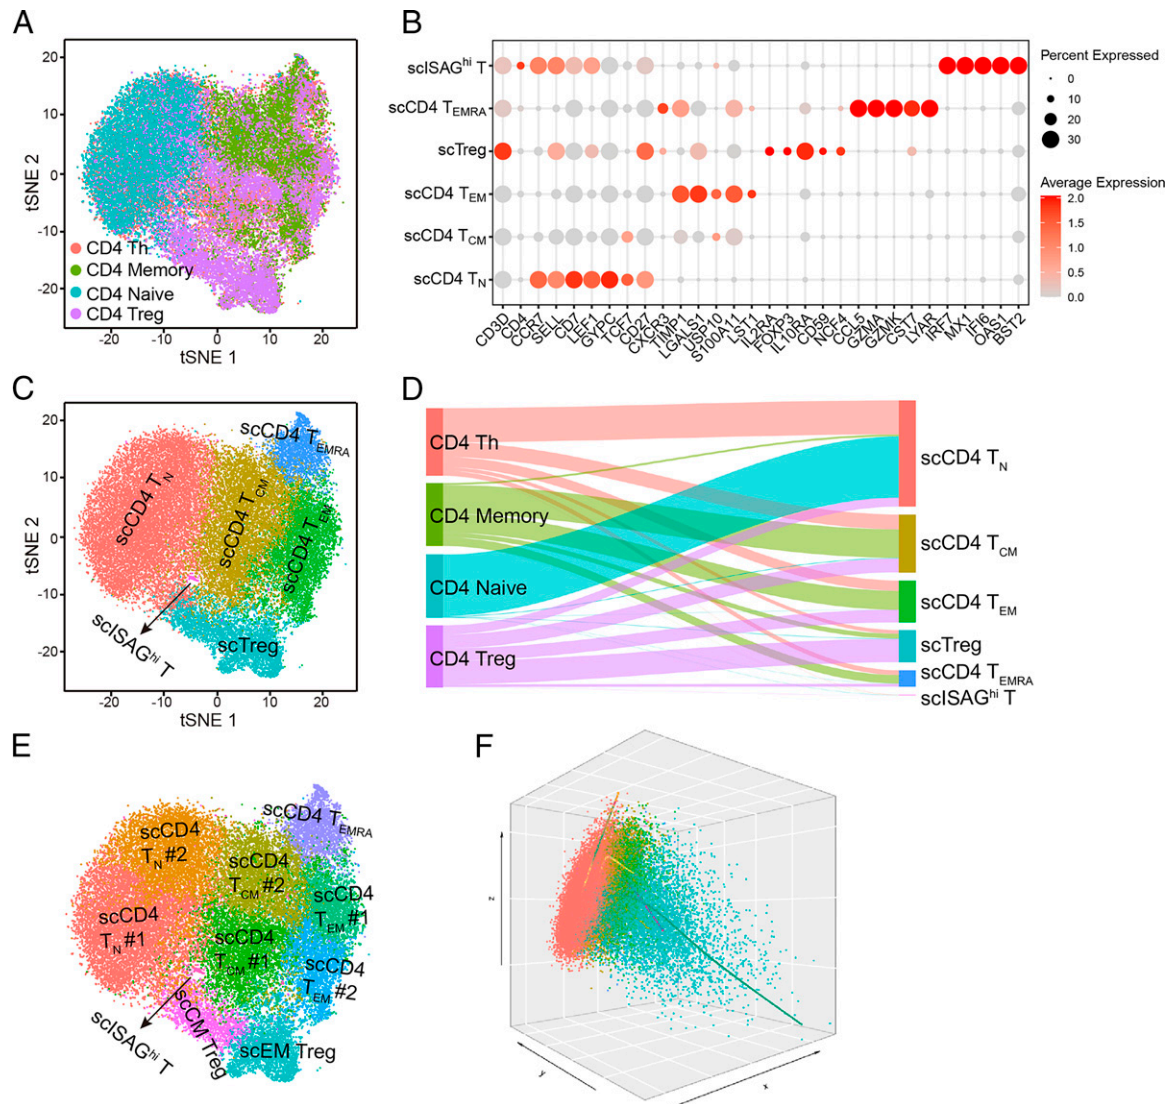 A
20
10
0
-10
-20
tSNE 2
CD4 Th
CD4 Memory
CD4 Naive
CD4 Treg
-20
-10
0
10
20
tSNE 1
B
scISAGhi T
scCD4 TEMRA
scTreg
scCD4 TEM
scCD4 TCM
scCD4 TN
CD3D
CD4
CCR7
SELL
CD7
LEF1
GYPC
TCF7
CD27
CXCR3
TIMP1
LGALS1
USP10
S100A11
LST1
IL2RA
FOXP3
IL10RA
CD59
NCF4
CCL5
GZMA
GZMK
CST7
LYAR
IRF7
MX1
IFI6
OAS1
BST2
Percent Expressed
0
10
20
30
Average Expression
2.0
1.5
1.0
0.5
0.0
C
20
10
0
-10
-20
tSNE 2
scCD4 TEMRA
scCD4 TN
scCD4 TCM
scCD4 TEM
scISAGhi T
scTreg
-20
-10
0
10
20
tSNE 1
D
CD4 Th
CD4 Memory
CD4 Naive
CD4 Treg
scCD4 TN
scCD4 TCM
scCD4 TEM
scTreg
scCD4 TEMRA
scISAGhi T
E
scCD4 TEMRA
scCD4
TN #2
scCD4
TCM #2
scCD4
TEM #1
scCD4
TN #1
scCD4
TCM #1
scCD4
TEM #2
scISAGhi T
scCM Treg
scEM Treg
F
z
y
x